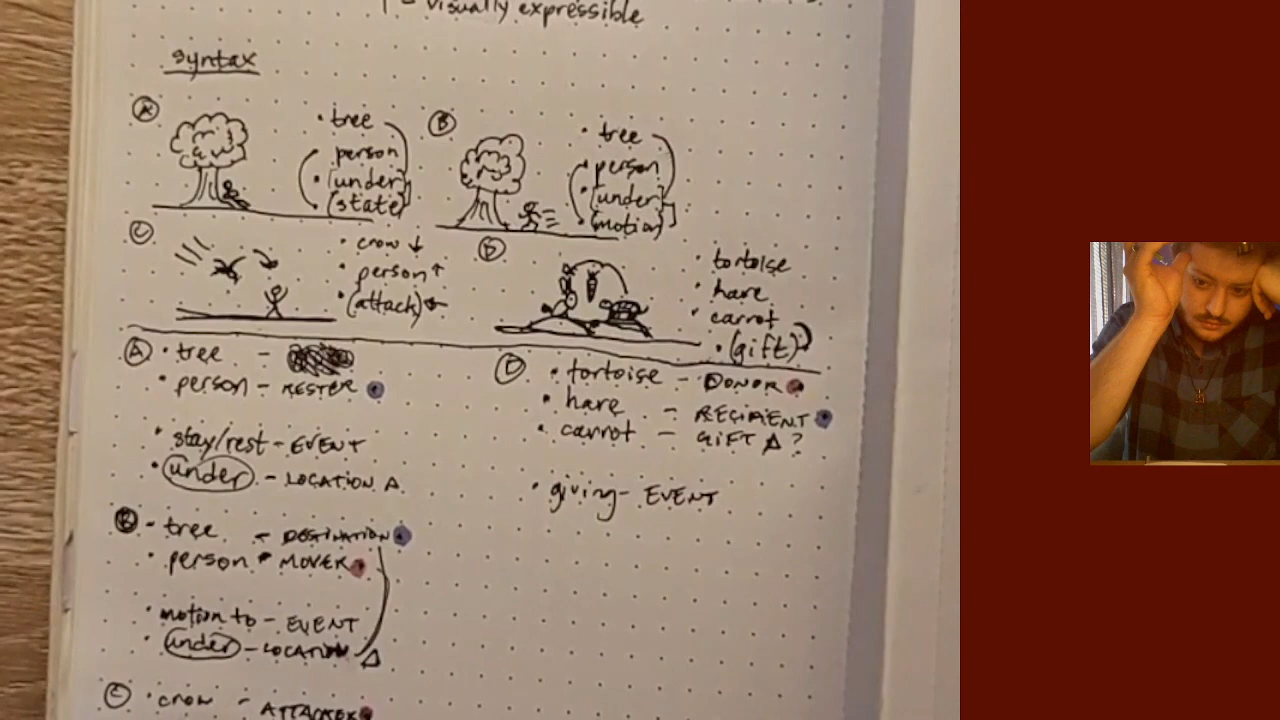 - visually expressible
syntax
A
• tree
person
• (under)
(state)
B
• tree
• person
• (under)
(motion)
C
• crow ↓
• person ↑
• (attack) ←
D
• tortoise
• hare
• carrot
• (gift)
A • tree -
• person - RESTER
• stay/rest - EVENT
• under - LOCATION Δ
B - tree - DESTINATION
• person - MOVER
• motion to - EVENT
• under - LOCATION Δ
C • crow - ATTACKER
D • tortoise - DONOR
• hare - RECIPIENT
• carrot - GIFT Δ ?
• giving - EVENT